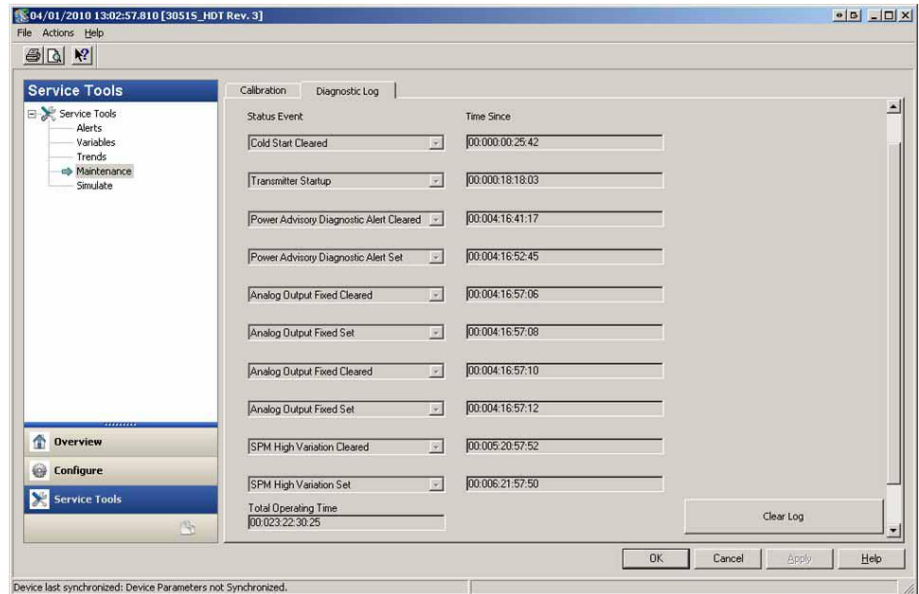 04/01/2010 13:02:57.810 [3051S_HDT Rev. 3]
File Actions Help
Service Tools
Service Tools
Alerts
Variables
Trends
Maintenance
Simulate
Overview
Configure
Service Tools
Calibration Diagnostic Log
Status Event Time Since
Cold Start Cleared 00:000:00:25:42
Transmitter Startup 00:000:18:18:03
Power Advisory Diagnostic Alert Cleared 00:004:16:41:17
Power Advisory Diagnostic Alert Set 00:004:16:52:45
Analog Output Fixed Cleared 00:004:16:57:06
Analog Output Fixed Set 00:004:16:57:08
Analog Output Fixed Cleared 00:004:16:57:10
Analog Output Fixed Set 00:004:16:57:12
SPM High Variation Cleared 00:005:20:57:52
SPM High Variation Set 00:006:21:57:50
Total Operating Time
00:023:22:30:25
Clear Log
OK Cancel Apply Help
Device last synchronized: Device Parameters not Synchronized.